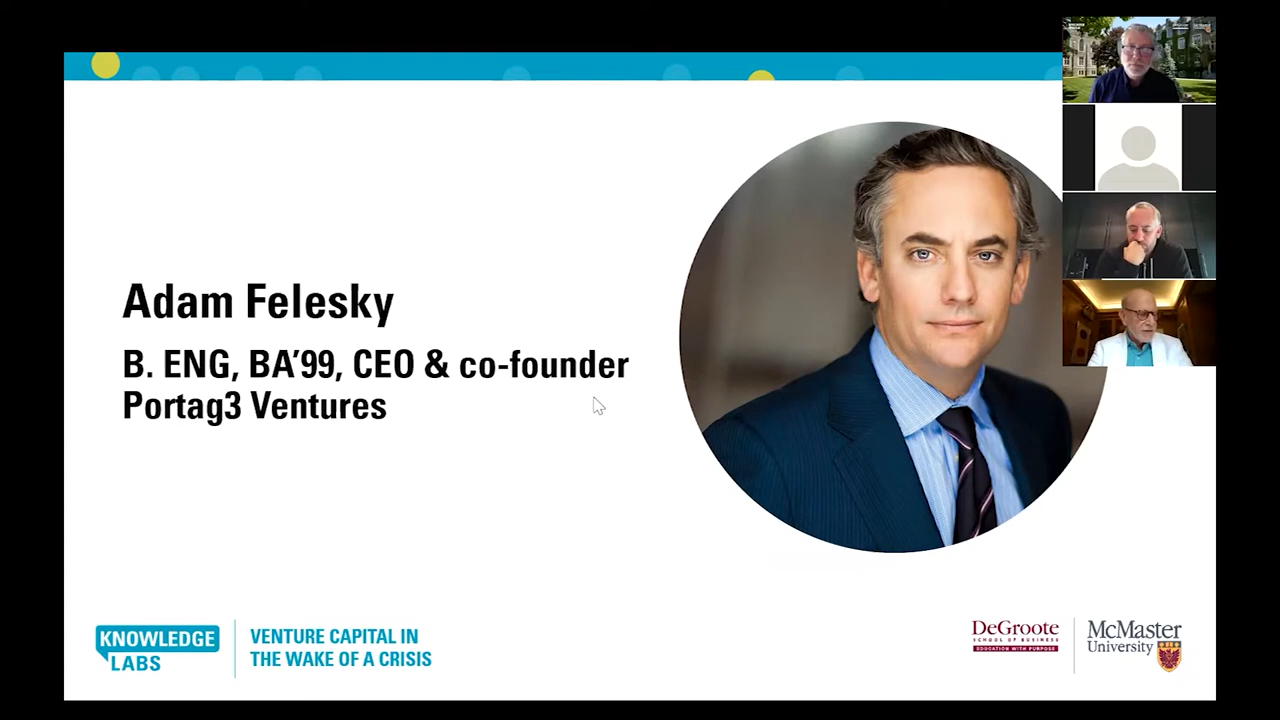 Adam Felesky
B. ENG, BA’99, CEO & co-founder
Portag3 Ventures
KNOWLEDGE
LABS
VENTURE CAPITAL IN
THE WAKE OF A CRISIS
DeGroote
SCHOOL OF BUSINESS
EDUCATION WITH PURPOSE
McMaster
University